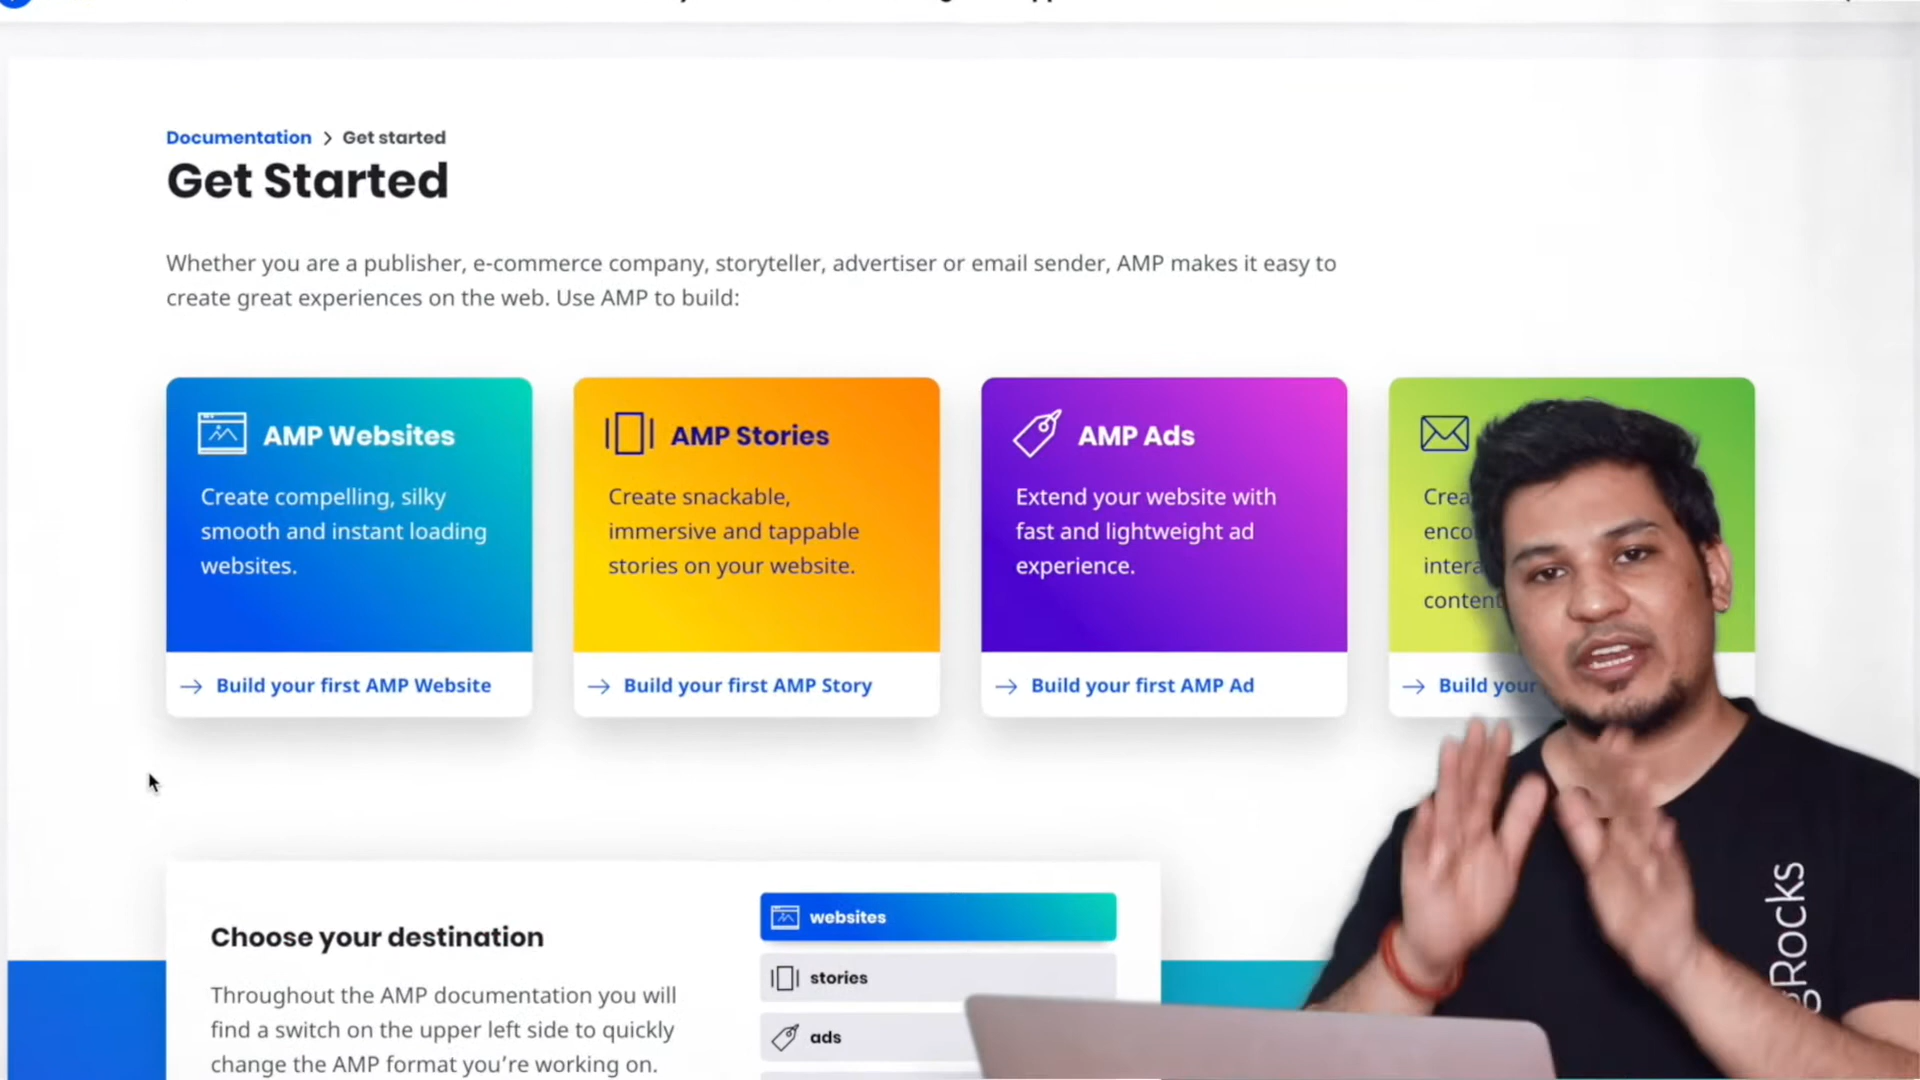 Documentation > Get started
Get Started
Whether you are a publisher, e-commerce company, storyteller, advertiser or email sender, AMP makes it easy to
create great experiences on the web. Use AMP to build:
AMP Websites
Create compelling, silky
smooth and instant loading
websites.
→ Build your first AMP Website
AMP Stories
Create snackable,
immersive and tappable
stories on your website.
→ Build your first AMP Story
AMP Ads
Extend your website with
fast and lightweight ad
experience.
→ Build your first AMP Ad
content
→ Build your
Choose your destination
Throughout the AMP documentation you will
find a switch on the upper left side to quickly
change the AMP format you're working on.
websites
stories
ads
gRocks